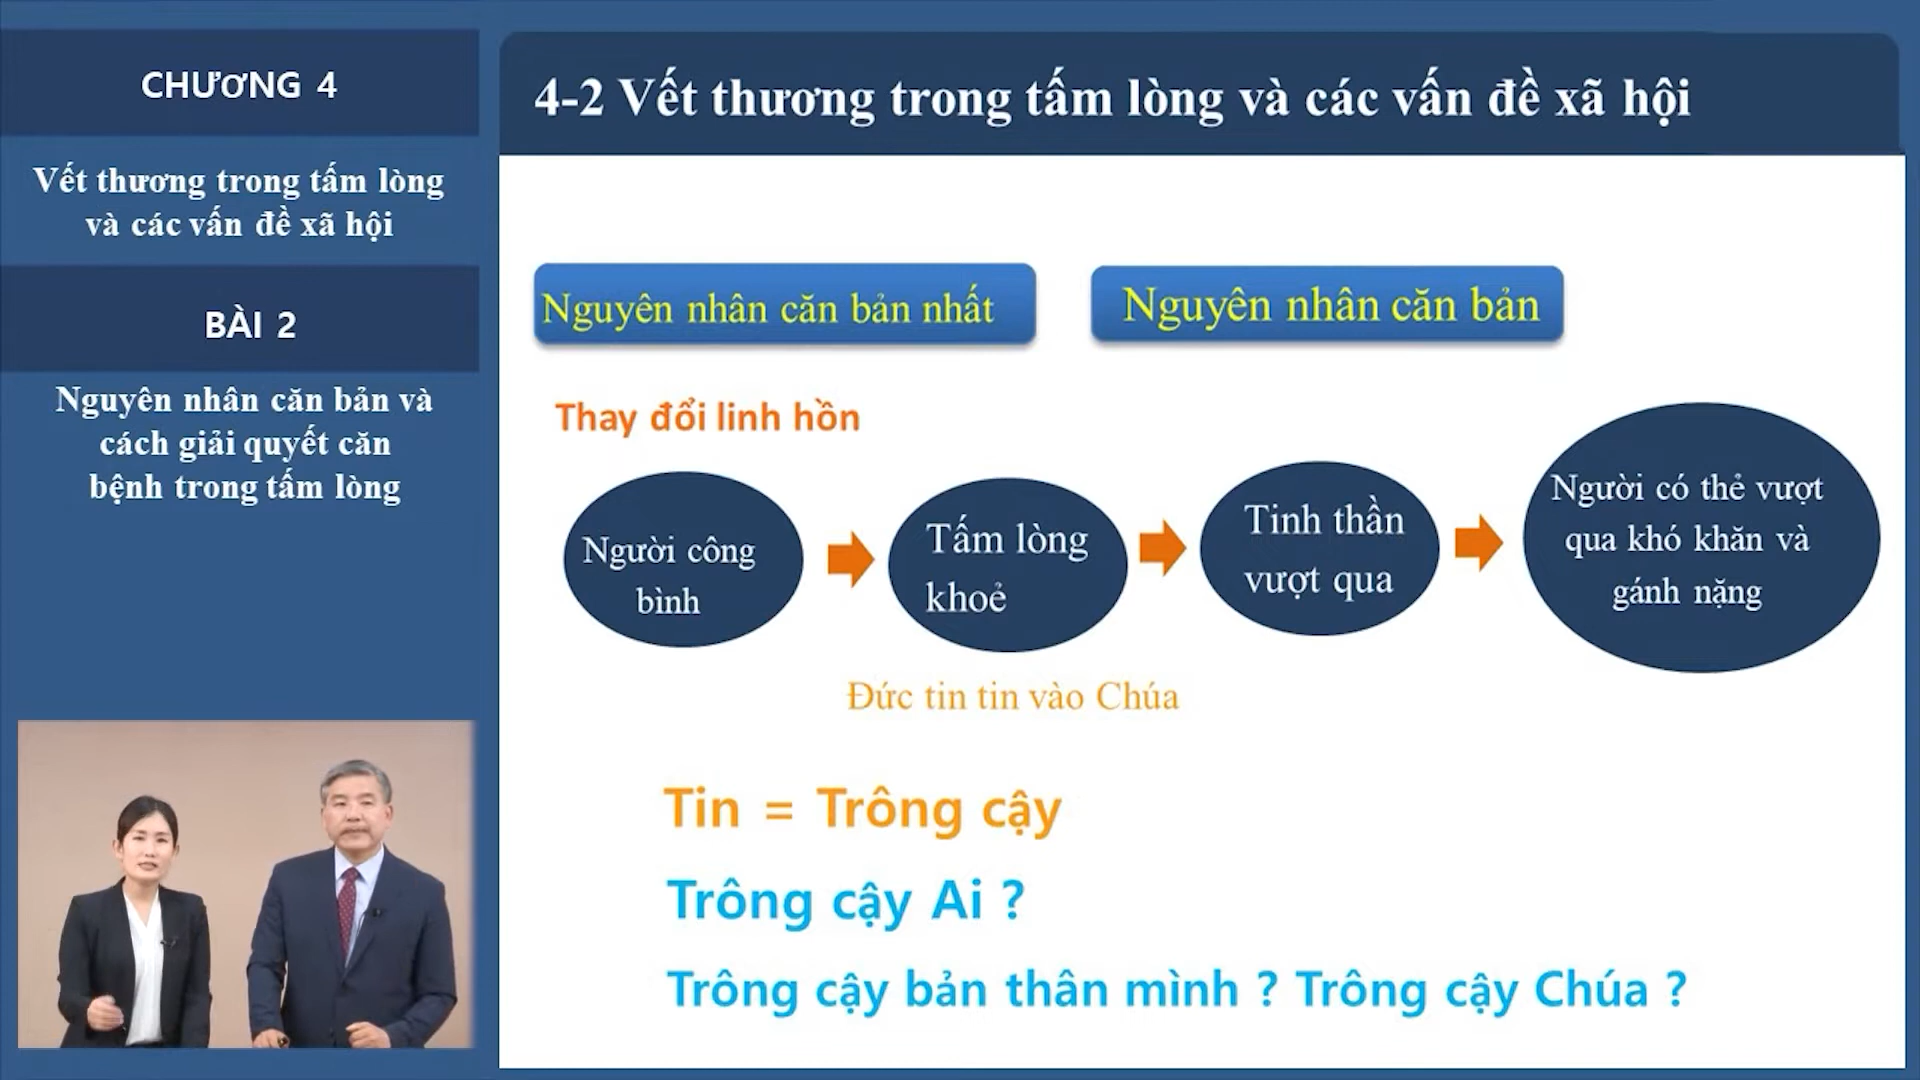 CHƯƠNG 4
Vết thương trong tấm lòng
và các vấn đề xã hội
BÀI 2
Nguyên nhân căn bản và
cách giải quyết căn
bệnh trong tấm lòng
4-2 Vết thương trong tấm lòng và các vấn đề xã hội
Nguyên nhân căn bản nhất
Nguyên nhân căn bản
Thay đổi linh hồn
Người công
bình
Tấm lòng
khoẻ
Tinh thần
vượt qua
Người có thẻ vượt
qua khó khăn và
gánh nặng
Đức tin tin vào Chúa
Tin = Trông cậy
Trông cậy Ai ?
Trông cậy bản thân mình ? Trông cậy Chúa ?